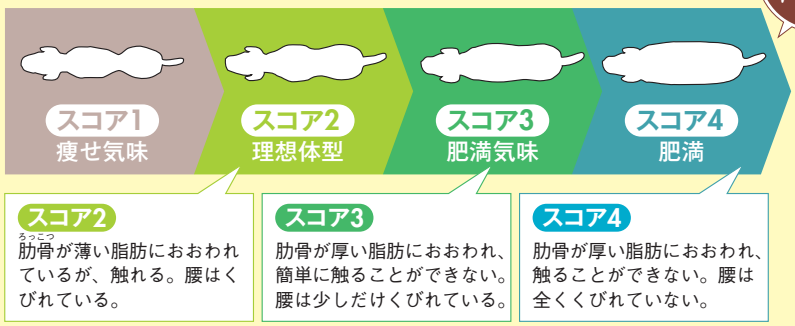 スコア1
痩せ気味
スコア2
理想体型
スコア3
肥満気味
スコア4
肥満
スコア2
ろっこつ
肋骨が薄い脂肪におおわれ
ているが、触れる。腰はく
びれている。
スコア3
肋骨が厚い脂肪におおわれ、
簡単に触ることができない。
腰は少しだけくびれている。
スコア4
肋骨が厚い脂肪におおわれ、
触ることができない。腰は
全くくびれていない。